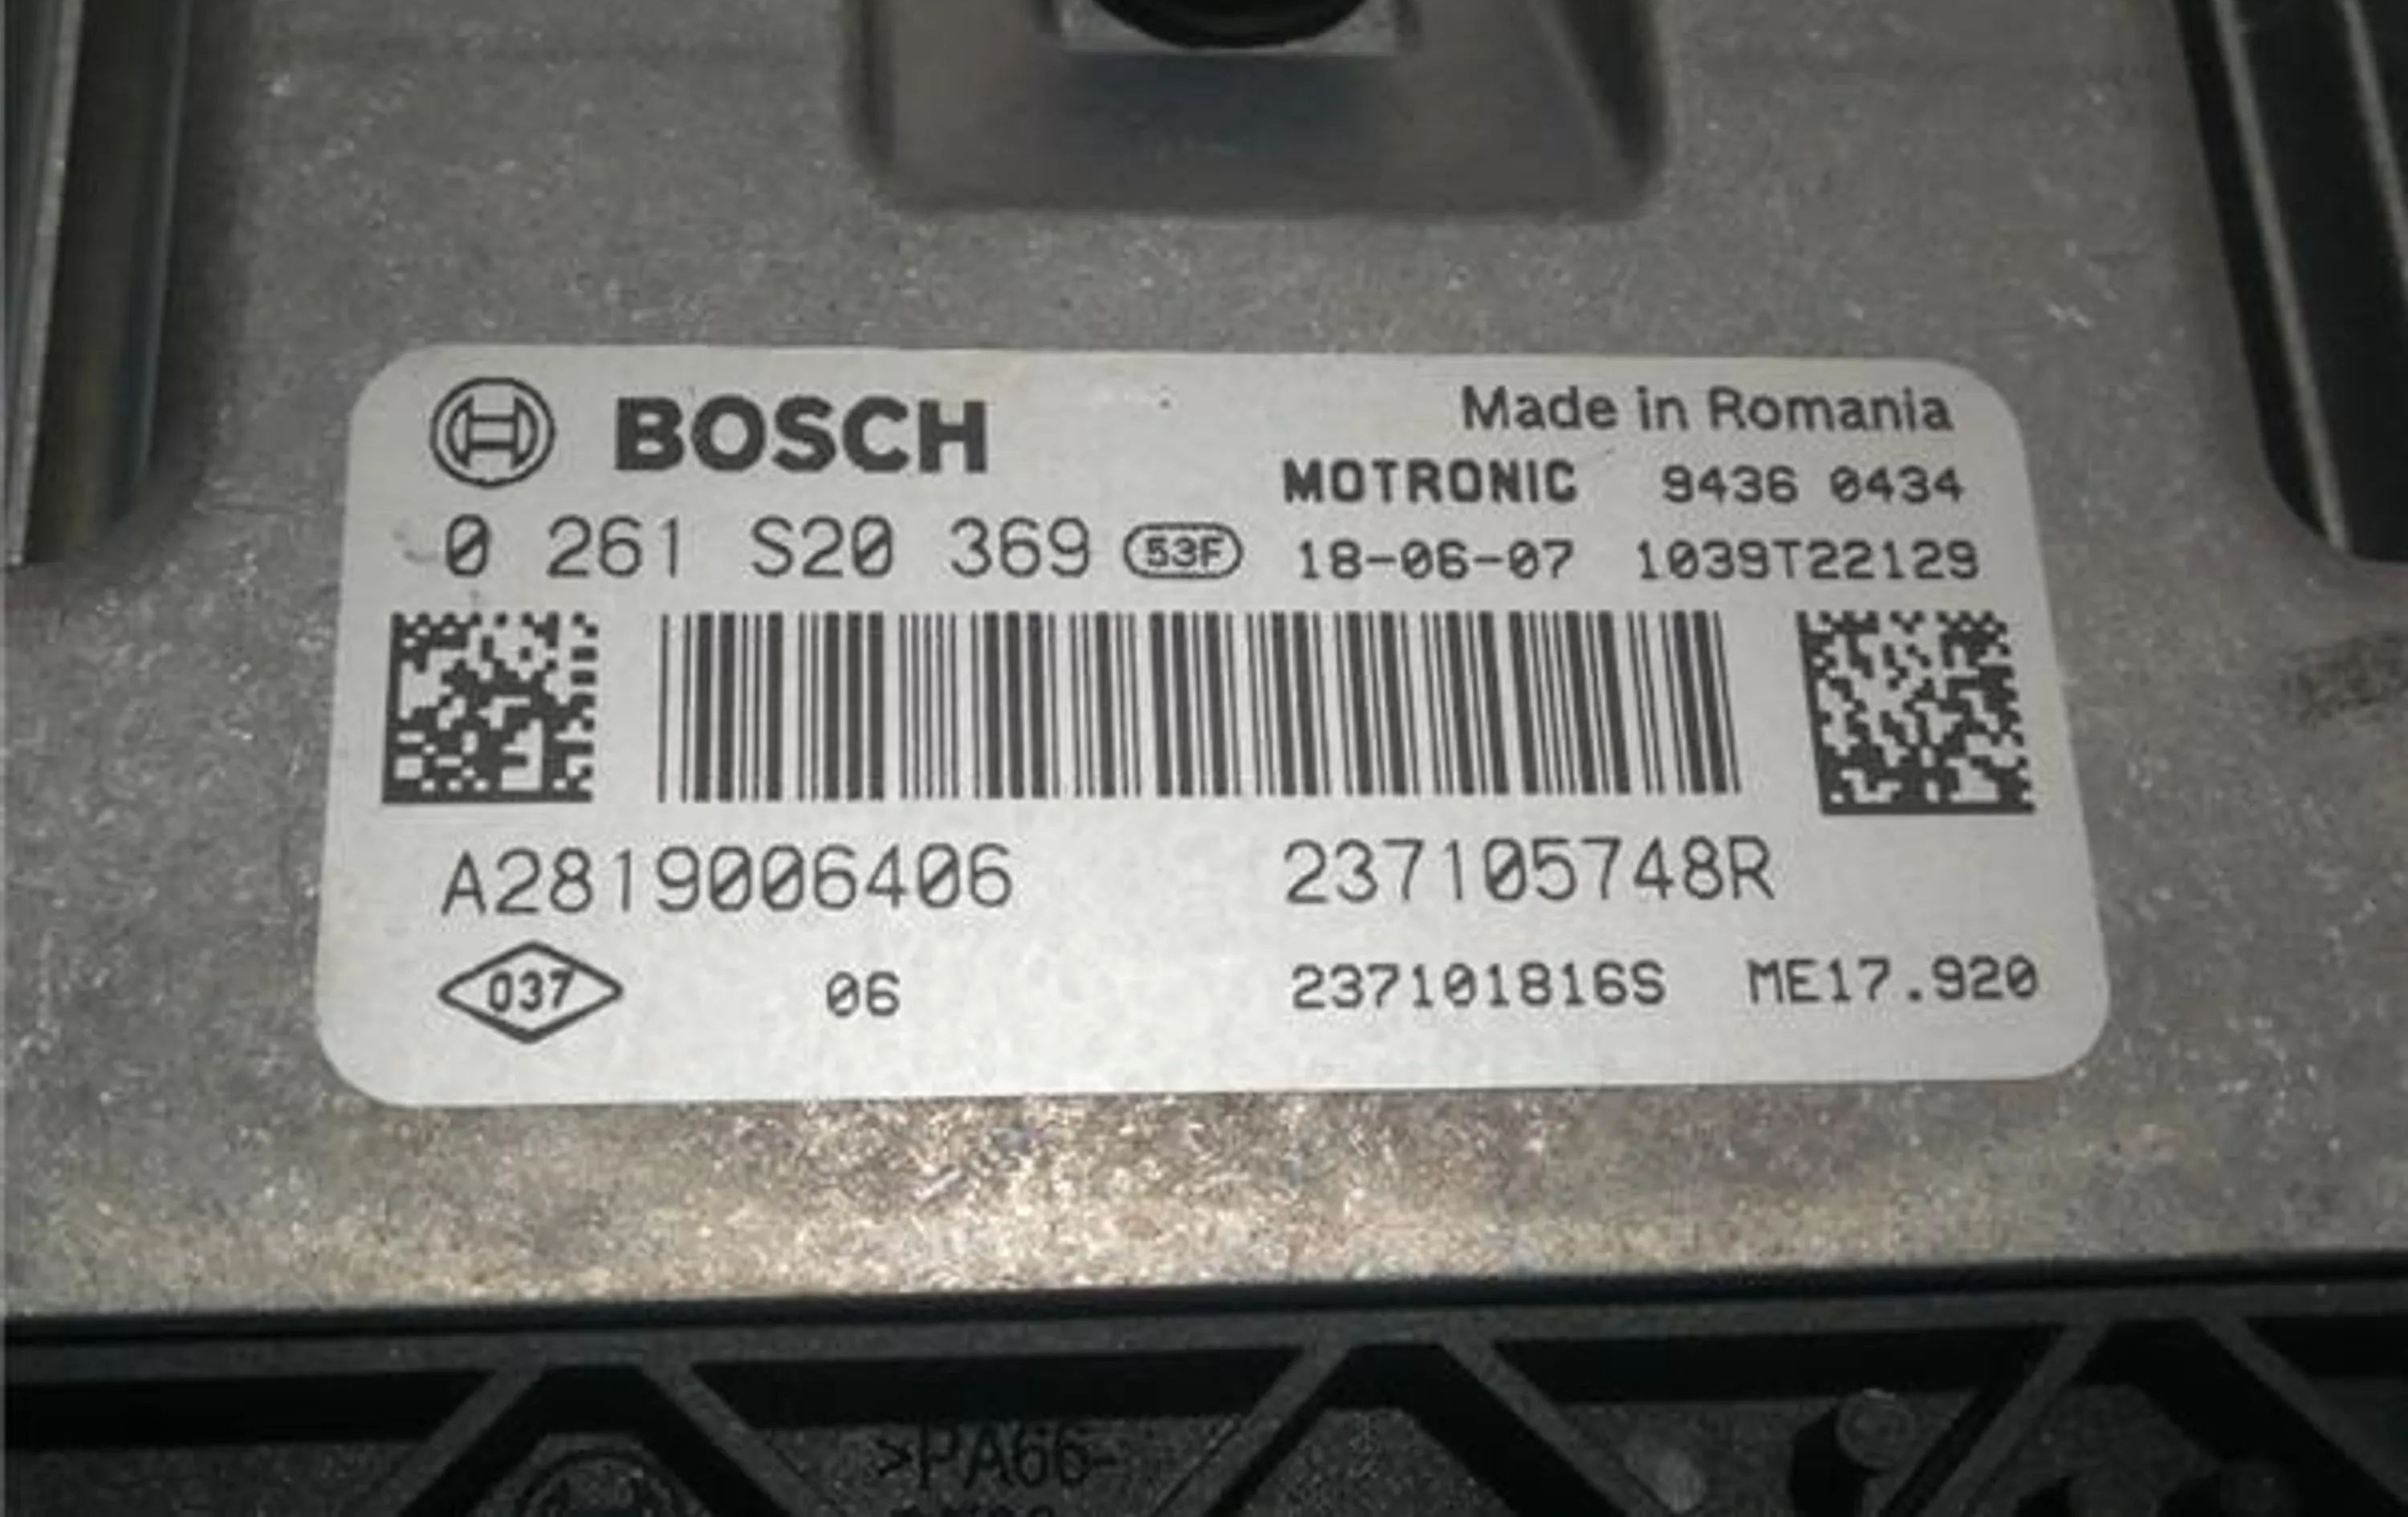 BOSCH
Made in Romania
MOTRONIC 9436 0434
0 261 S20 369 53F 18-06-07 1039T22129
A2819006406 237105748R
037 06 237101816S ME17.920
>PA66-